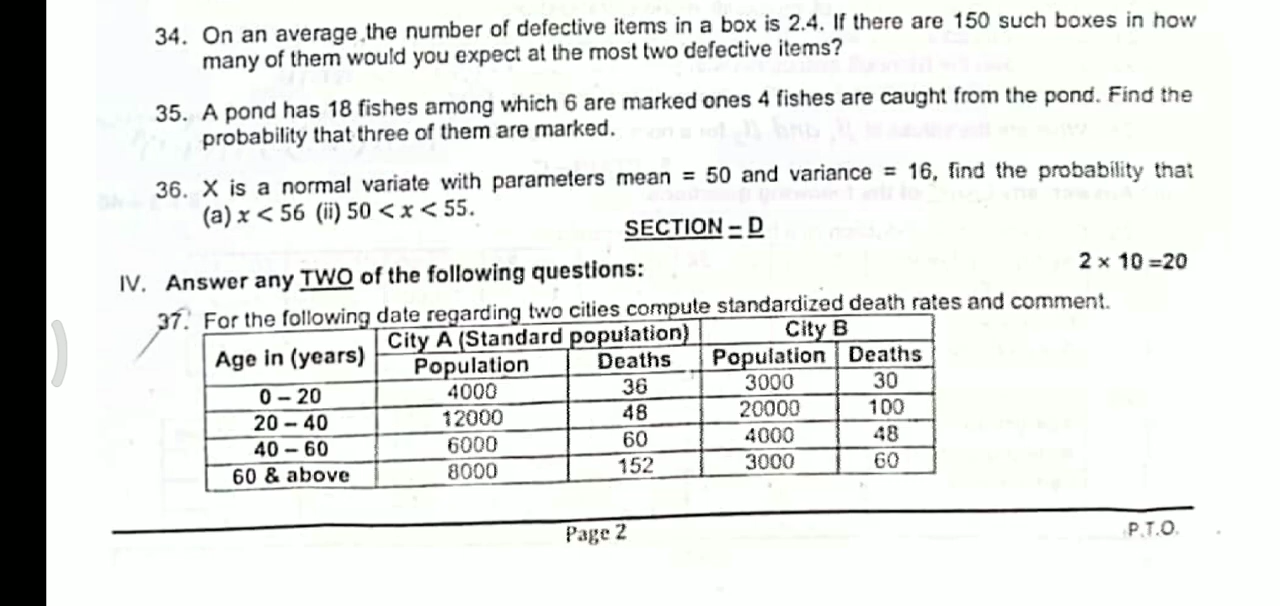 34. On an average,the number of defective items in a box is 2.4. If there are 150 such boxes in how
many of them would you expect at the most two defective items?
35. A pond has 18 fishes among which 6 are marked ones 4 fishes are caught from the pond. Find the
probability that three of them are marked.
36. X is a normal variate with parameters mean = 50 and variance = 16, find the probability that
(a) x < 56 (ii) 50 < x < 55.
SECTION – D
IV. Answer any TWO of the following questions: 2 × 10 =20
37. For the following date regarding two cities compute standardized death rates and comment.
Age in (years) City A (Standard population) City B
Population Deaths Population Deaths
0 – 20 4000 36 3000 30
20 – 40 12000 48 20000 100
40 – 60 6000 60 4000 48
60 & above 8000 152 3000 60
Page 2 P.T.O.